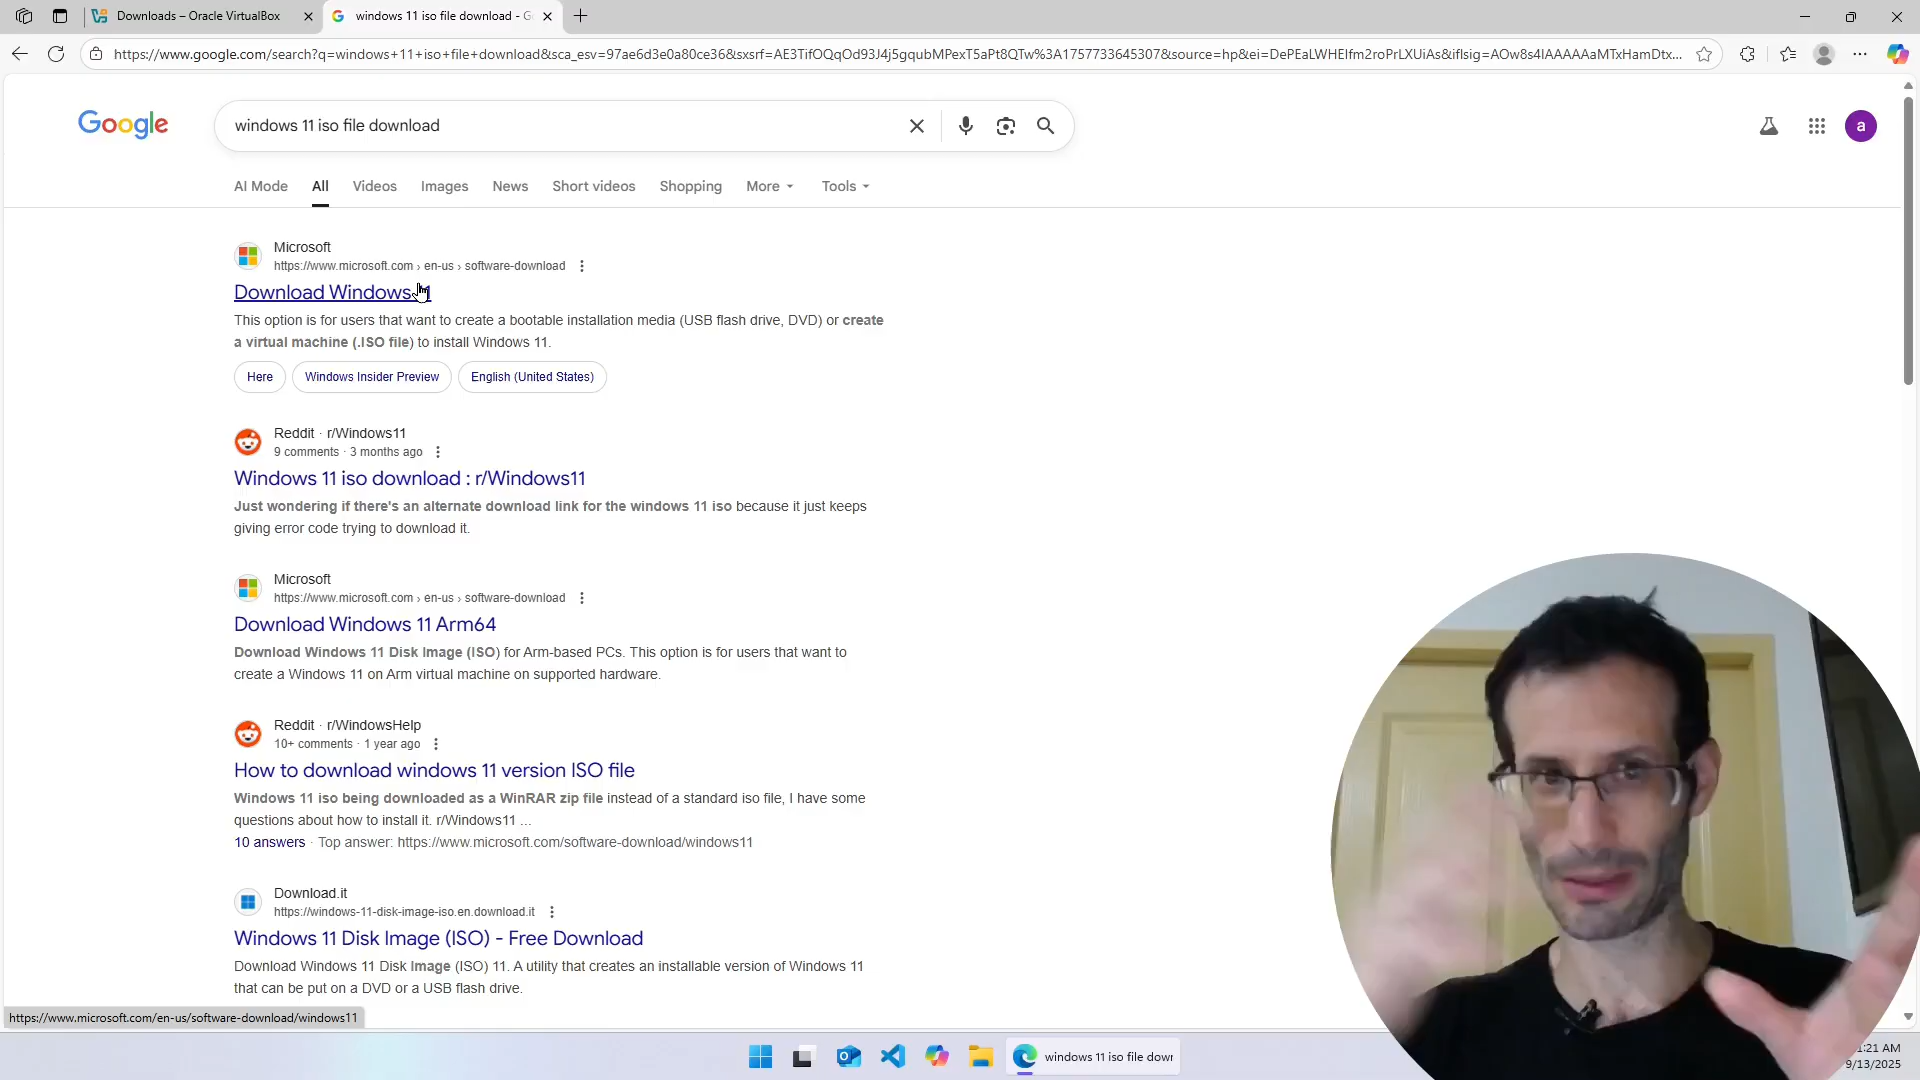 Downloads – Oracle VirtualBox
windows 11 iso file download - G
https://www.google.com/search?q=windows+11+iso+file+download&sca_esv=97ae6d3e0a80ce36&sxsrf=AE3TifOQqOd93J4j5gqubMPexT5aPt8QTw%3A1757733645307&source=hp&ei=DePEaLWHEIfm2roPrLXUiAs&iflsig=AOw8s4IAAAAAaMTxHamDtx...
Google
windows 11 iso file download
a
AI Mode
All
Videos
Images
News
Short videos
Shopping
More
Tools
Microsoft
https://www.microsoft.com › en-us › software-download
Download Windows 11
This option is for users that want to create a bootable installation media (USB flash drive, DVD) or create
a virtual machine (.ISO file) to install Windows 11.
Here
Windows Insider Preview
English (United States)
Reddit · r/Windows11
9 comments · 3 months ago
Windows 11 iso download : r/Windows11
Just wondering if there's an alternate download link for the windows 11 iso because it just keeps
giving error code trying to download it.
Microsoft
https://www.microsoft.com › en-us › software-download
Download Windows 11 Arm64
Download Windows 11 Disk Image (ISO) for Arm-based PCs. This option is for users that want to
create a Windows 11 on Arm virtual machine on supported hardware.
Reddit · r/WindowsHelp
10+ comments · 1 year ago
How to download windows 11 version ISO file
Windows 11 iso being downloaded as a WinRAR zip file instead of a standard iso file, I have some
questions about how to install it. r/Windows11 ...
10 answers · Top answer: https://www.microsoft.com/software-download/windows11
Download.it
https://windows-11-disk-image-iso.en.download.it
Windows 11 Disk Image (ISO) - Free Download
Download Windows 11 Disk Image (ISO) 11. A utility that creates an installable version of Windows 11
that can be put on a DVD or a USB flash drive.
https://www.microsoft.com/en-us/software-download/windows11
windows 11 iso file dow
:21 AM
9/13/2025